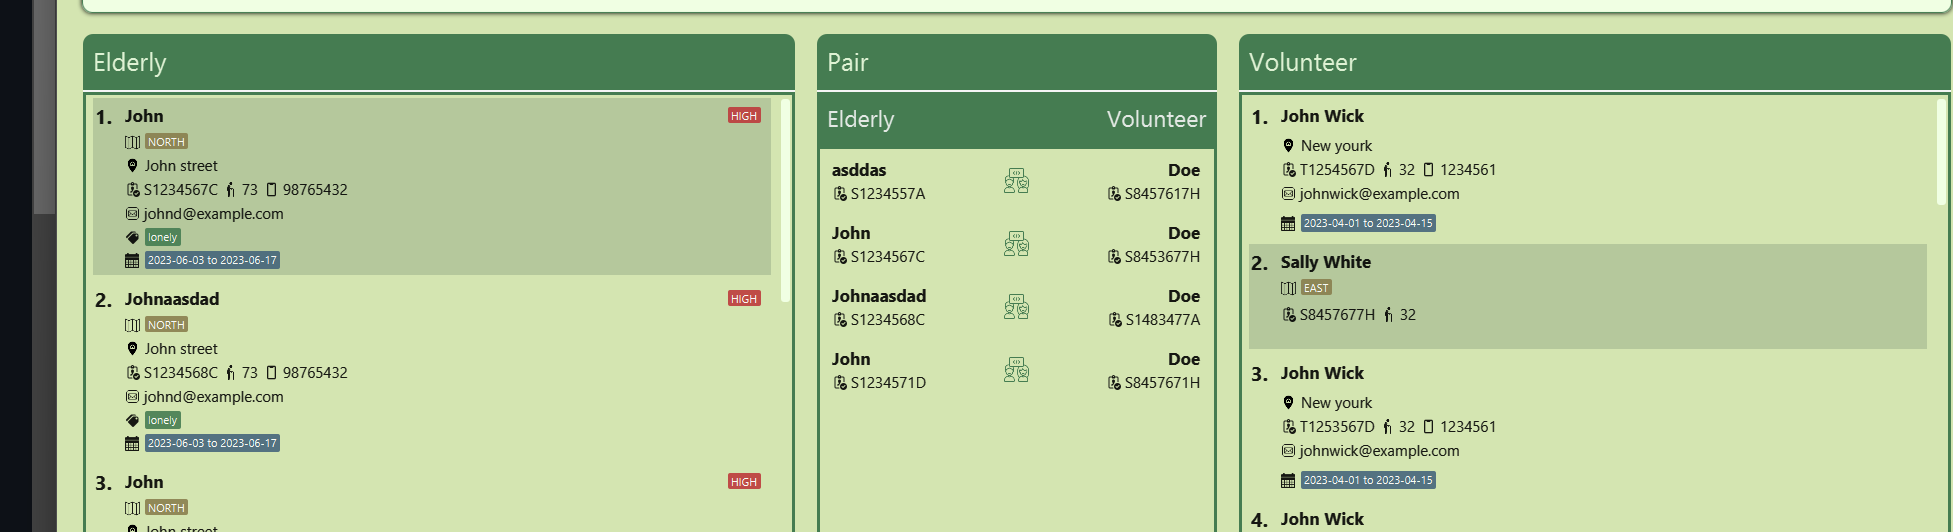 Elderly
1. John HIGH
NORTH
John street
S1234567C 73 98765432
johnd@example.com
lonely
2023-06-03 to 2023-06-17
2. Johnaasdad HIGH
NORTH
John street
S1234568C 73 98765432
johnd@example.com
lonely
2023-06-03 to 2023-06-17
3. John HIGH
NORTH
John street
Pair
Elderly Volunteer
asddas Doe
S1234557A S8457617H
John Doe
S1234567C S8453677H
Johnaasdad Doe
S1234568C S1483477A
John Doe
S1234571D S8457671H
Volunteer
1. John Wick
New yourk
T1254567D 32 1234561
johnwick@example.com
2023-04-01 to 2023-04-15
2. Sally White
EAST
S8457677H 32
3. John Wick
New yourk
T1253567D 32 1234561
johnwick@example.com
2023-04-01 to 2023-04-15
4. John Wick